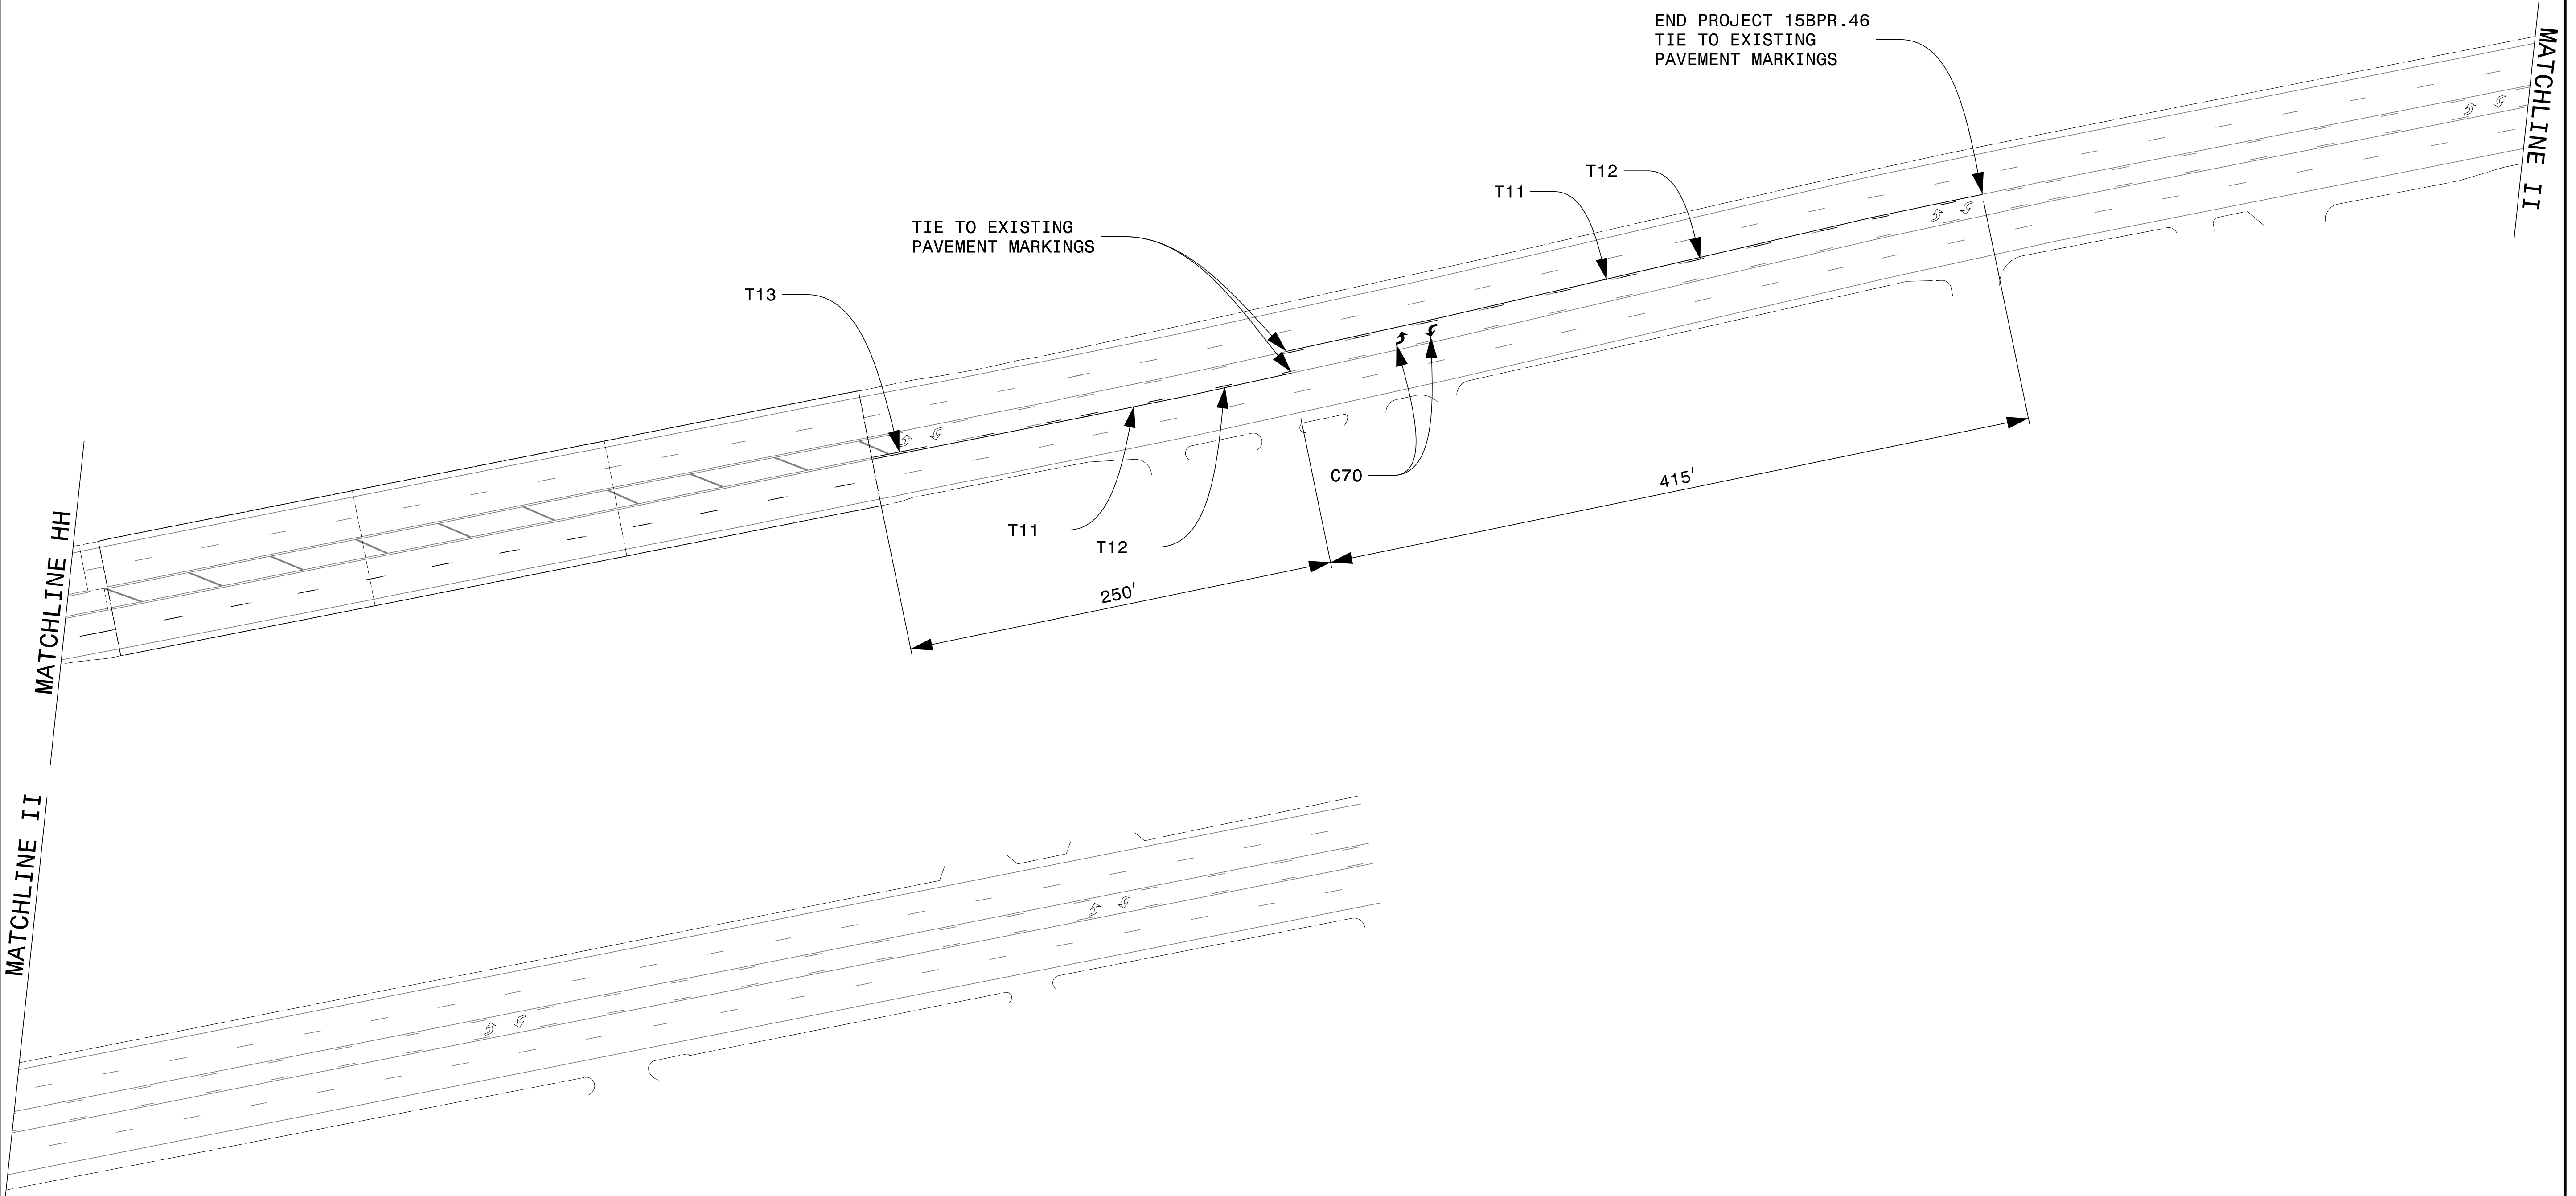 END PROJECT 15BPR.46
TIE TO EXISTING
PAVEMENT MARKINGS
MATCHLINE II
T12
T11
TIE TO EXISTING
PAVEMENT MARKINGS
T13
C70
415'
T11
T12
250'
MATCHLINE HH
MATCHLINE II